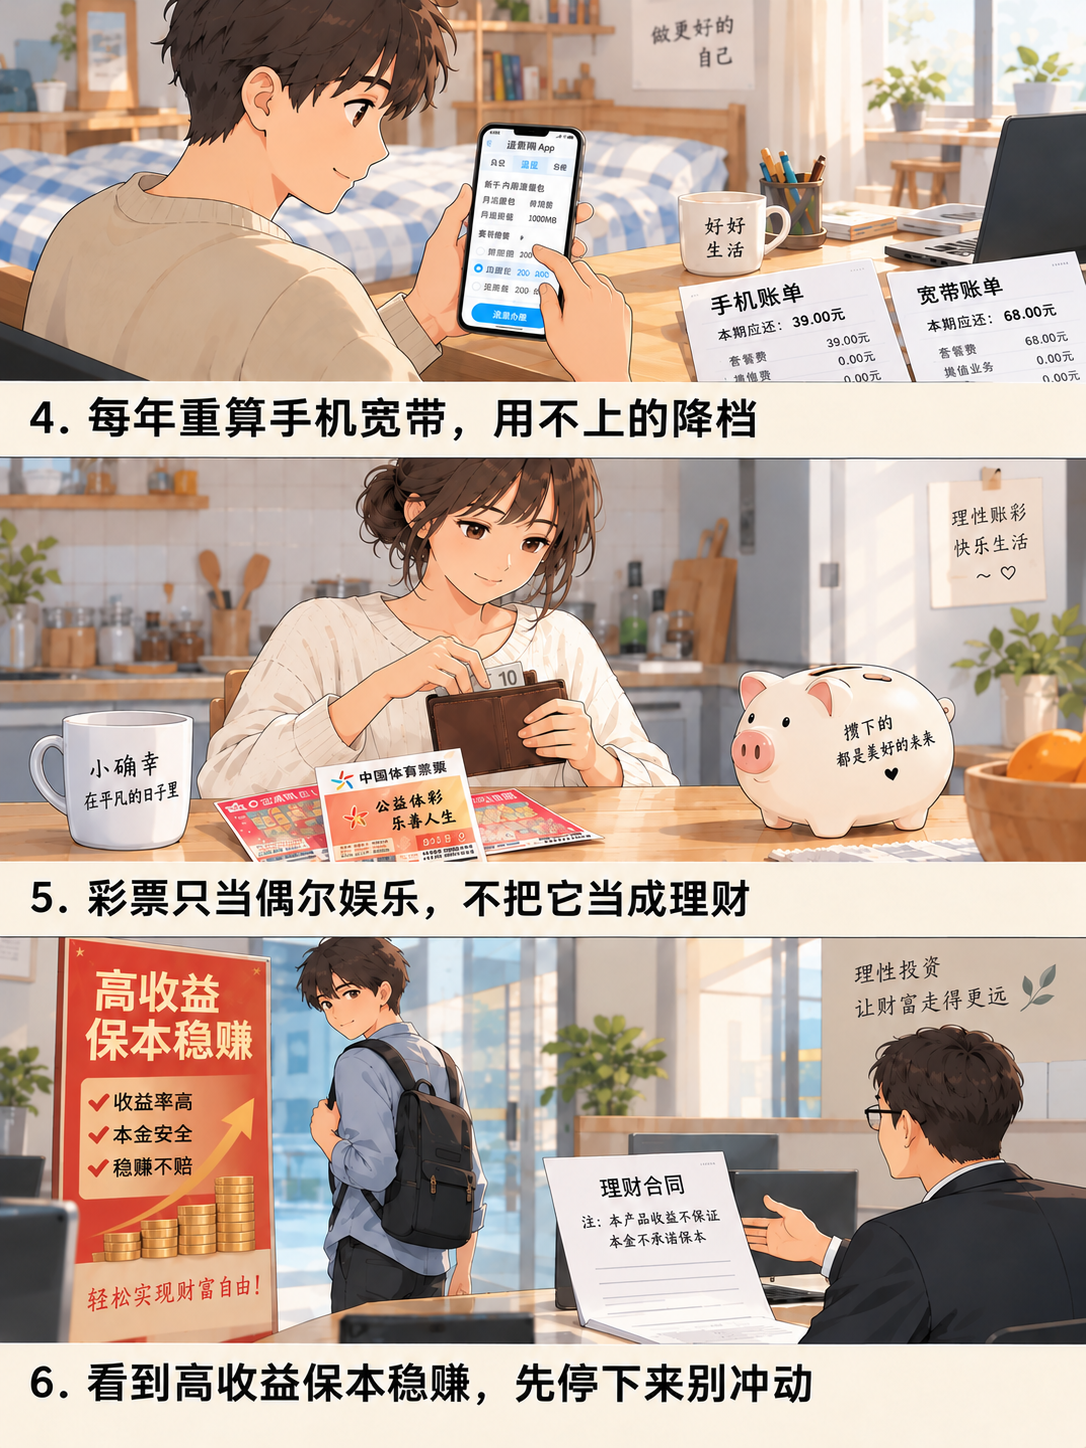 做更好的
自己
好好
生活
手机账单
本期应还：39.00元
套餐费 39.00元
0.00元
0.00元
宽带账单
本期应还：68.00元
套餐费 68.00元
0.00元
0.00元
4. 每年重算手机宽带，用不上的降档
理性账彩
快乐生活
～♡
10
小确幸
在平凡的日子里
中国体育票票
公益体彩
乐善人生
攒下的
都是美好的未来
5. 彩票只当偶尔娱乐，不把它当成理财
高收益
保本稳赚
收益率高
本金安全
稳赚不赔
轻松实现财富自由！
理性投资
让财富走得更远
理财合同
注：本产品收益不保证
本金不承诺保本
6. 看到高收益保本稳赚，先停下来别冲动